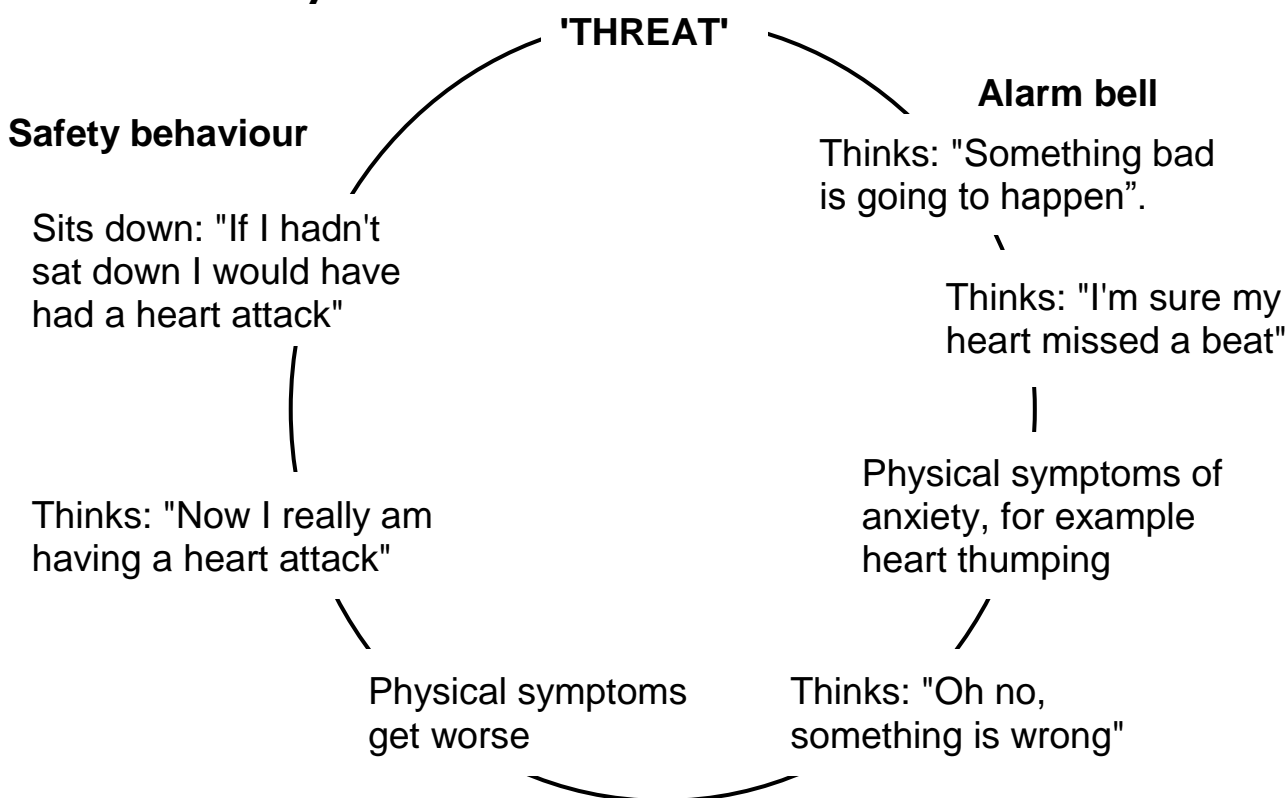 'THREAT'
Alarm bell
Thinks: "Something bad
is going to happen”.
Thinks: "I'm sure my
heart missed a beat"
Physical symptoms of
anxiety, for example
heart thumping
Thinks: "Oh no,
something is wrong"
Physical symptoms
get worse
Thinks: "Now I really am
having a heart attack"
Safety behaviour
Sits down: "If I hadn't
sat down I would have
had a heart attack"